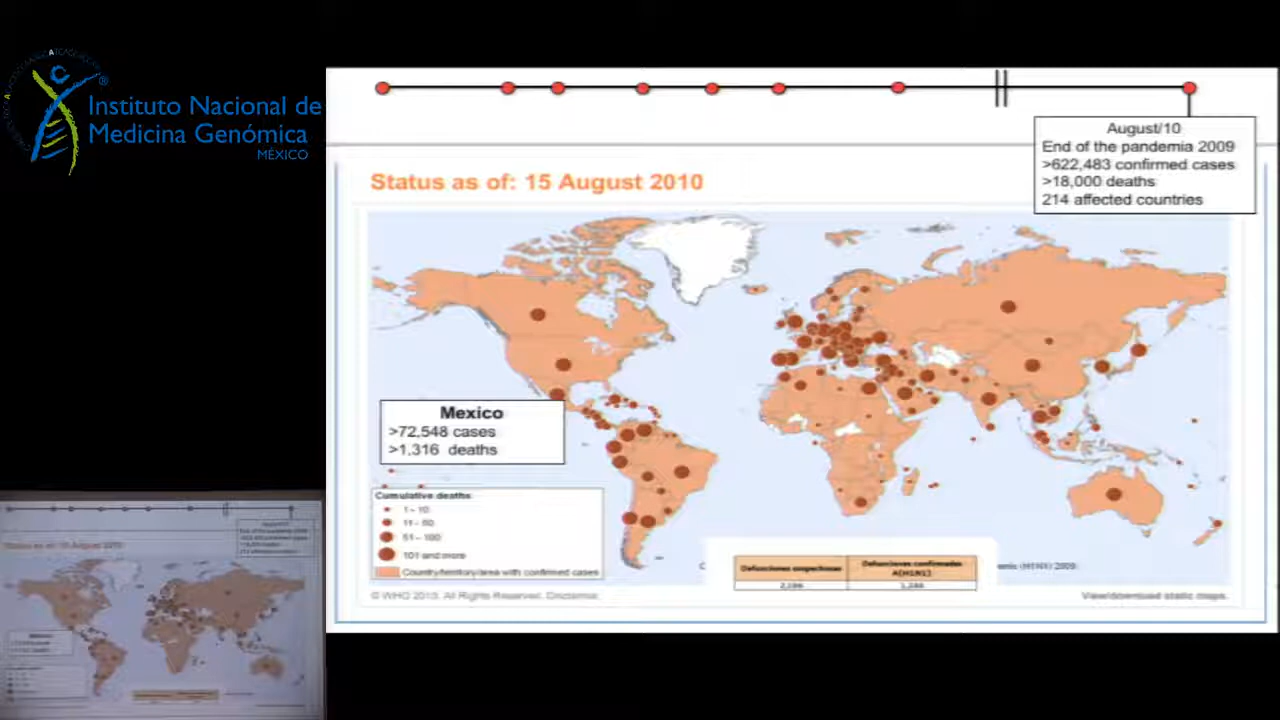 Instituto Nacional de
Medicina Genómica
MÉXICO
August/10
End of the pandemia 2009
>622,483 confirmed cases
>18,000 deaths
214 affected countries
Status as of: 15 August 2010
Mexico
>72,548 cases
>1,316 deaths
Cumulative deaths
1 - 10
11 - 50
51 - 100
101 and more
Country/territory/area with confirmed cases
Defunciones sospechosas
Defunciones confirmadas
A(H1N1)
(H1N1) 2009
© WHO 2010. All Rights Reserved. Disclaimer
View/download static maps.